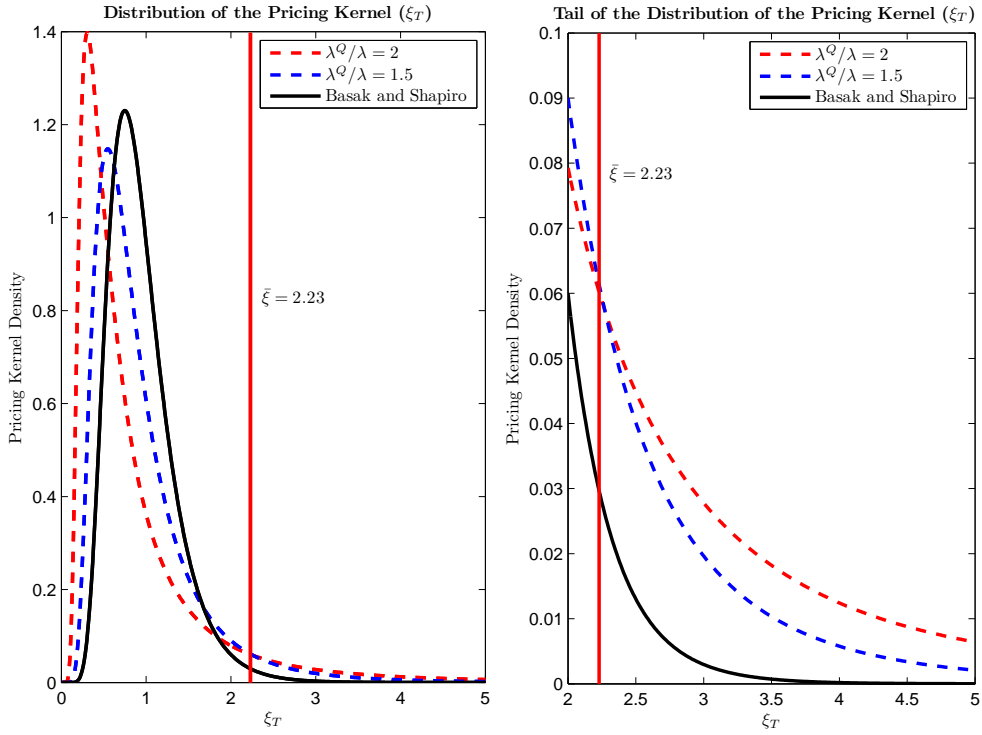 Distribution of the Pricing Kernel (ξ_T)
1.4
1.2
1
0.8
0.6
0.4
0.2
0
Pricing Kernel Density
λ^Q/λ = 2
λ^Q/λ = 1.5
Basak and Shapiro
ξ̄ = 2.23
0 1 2 3 4 5
ξ_T
Tail of the Distribution of the Pricing Kernel (ξ_T)
0.1
0.09
0.08
0.07
0.06
0.05
0.04
0.03
0.02
0.01
0
Pricing Kernel Density
λ^Q/λ = 2
λ^Q/λ = 1.5
Basak and Shapiro
ξ̄ = 2.23
2 2.5 3 3.5 4 4.5 5
ξ_T